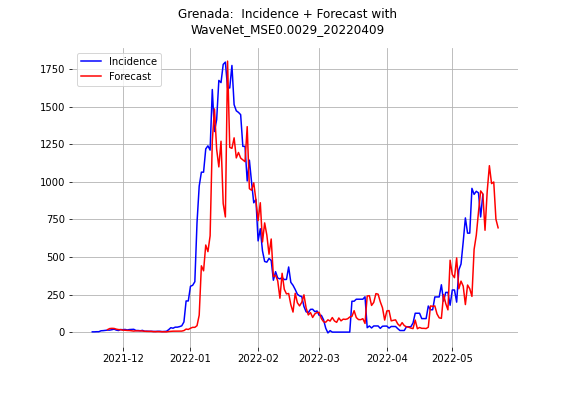 Grenada: Incidence + Forecast with
WaveNet_MSE0.0029_20220409
Incidence
Forecast
1750
1500
1250
1000
750
500
250
0
2021-12 2022-01 2022-02 2022-03 2022-04 2022-05